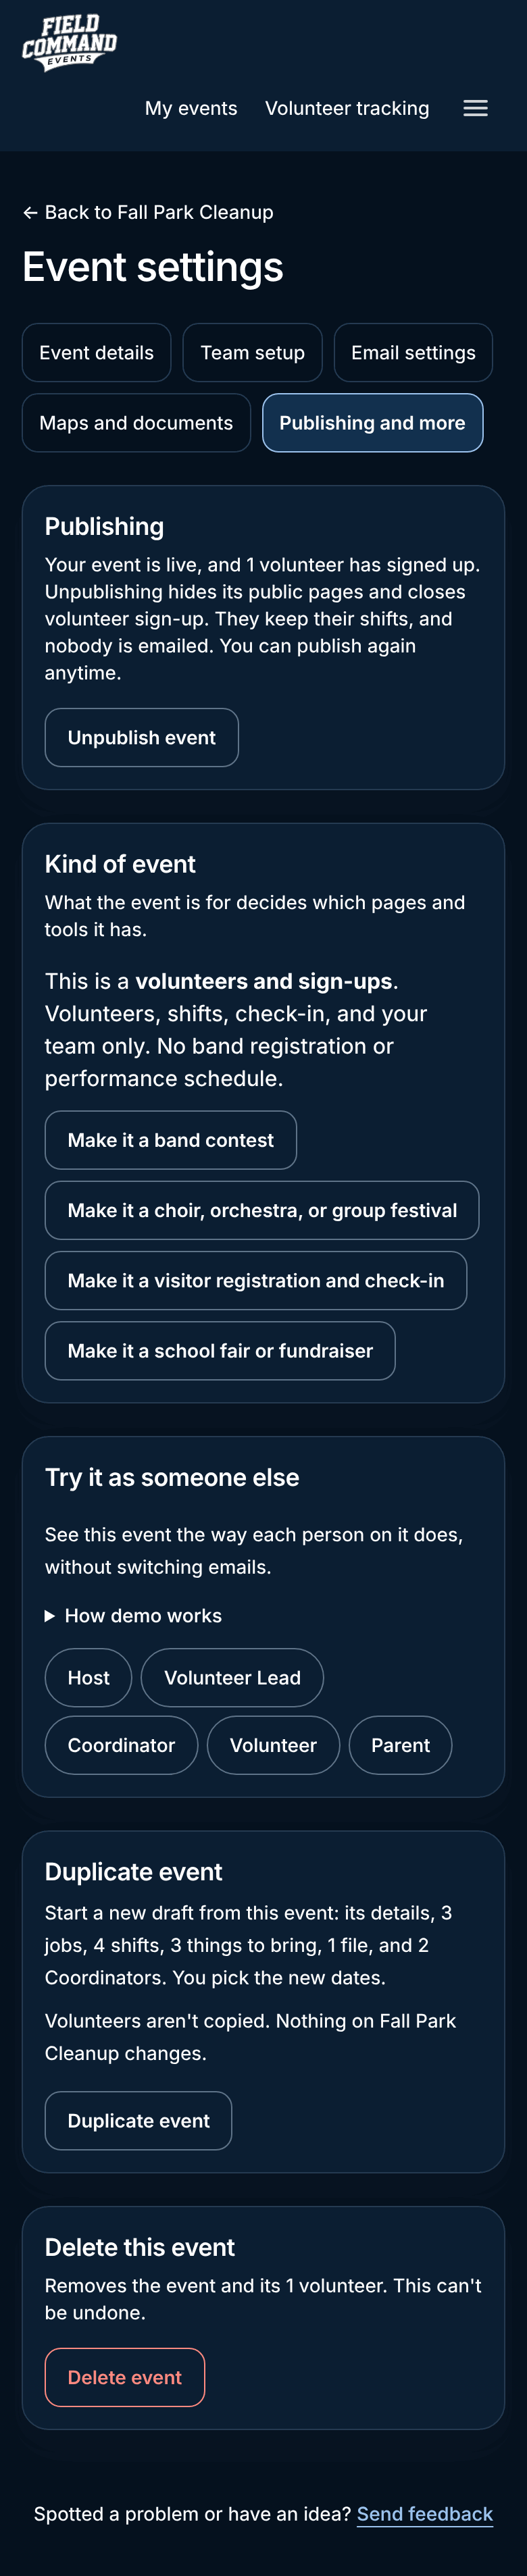 FIELD
COMMAND
EVENTS
My events Volunteer tracking
← Back to Fall Park Cleanup
Event settings
Event details Team setup Email settings
Maps and documents Publishing and more
Publishing
Your event is live, and 1 volunteer has signed up.
Unpublishing hides its public pages and closes
volunteer sign-up. They keep their shifts, and
nobody is emailed. You can publish again
anytime.
Unpublish event
Kind of event
What the event is for decides which pages and
tools it has.
This is a volunteers and sign-ups.
Volunteers, shifts, check-in, and your
team only. No band registration or
performance schedule.
Make it a band contest
Make it a choir, orchestra, or group festival
Make it a visitor registration and check-in
Make it a school fair or fundraiser
Try it as someone else
See this event the way each person on it does,
without switching emails.
▶ How demo works
Host Volunteer Lead
Coordinator Volunteer Parent
Duplicate event
Start a new draft from this event: its details, 3
jobs, 4 shifts, 3 things to bring, 1 file, and 2
Coordinators. You pick the new dates.
Volunteers aren't copied. Nothing on Fall Park
Cleanup changes.
Duplicate event
Delete this event
Removes the event and its 1 volunteer. This can't
be undone.
Delete event
Spotted a problem or have an idea? Send feedback